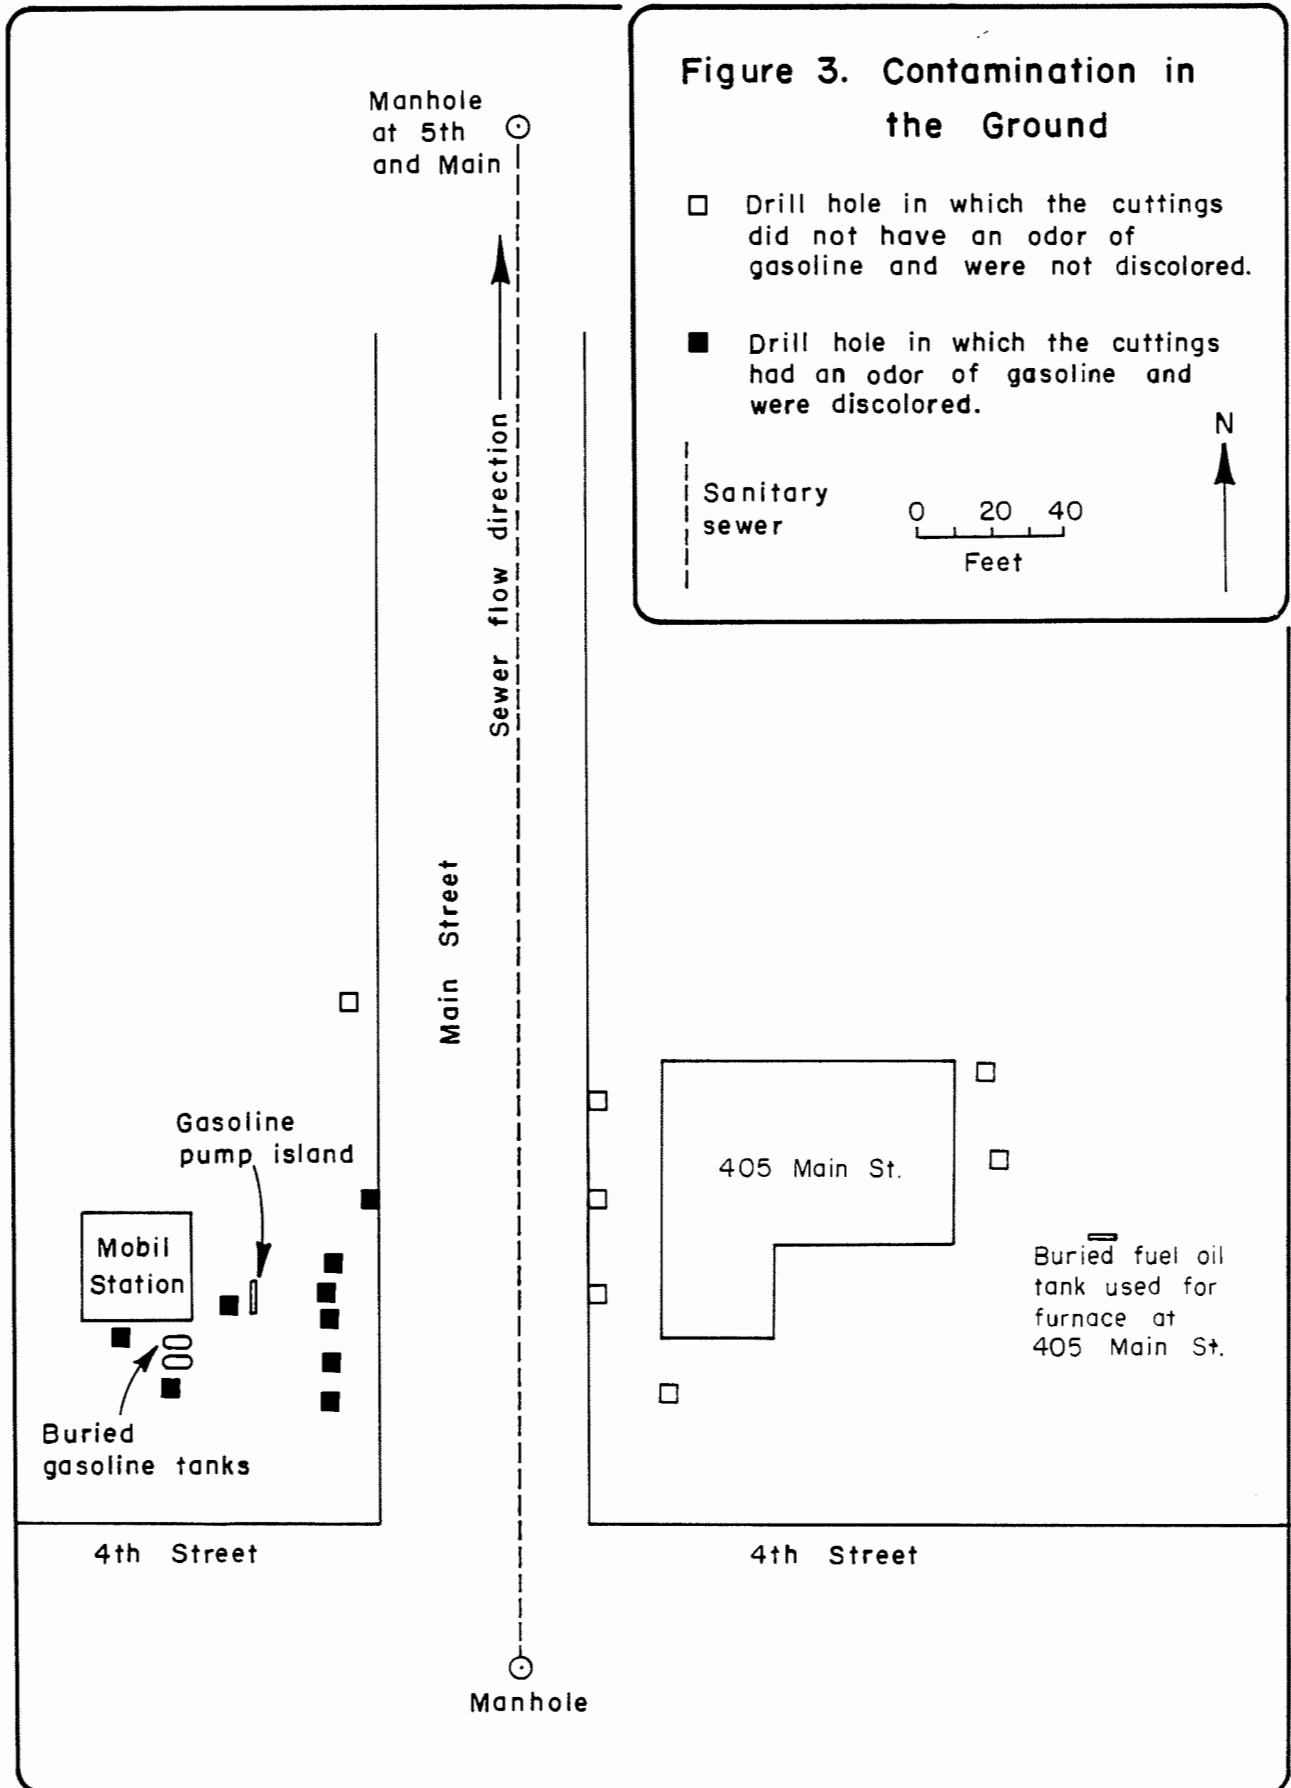 Figure 3. Contamination in
the Ground
Drill hole in which the cuttings
did not have an odor of
gasoline and were not discolored.
Drill hole in which the cuttings
had an odor of gasoline and
were discolored.
Sanitary
sewer
0 20 40
Feet
N
Manhole
at 5th
and Main
Sewer flow direction
Main Street
Gasoline
pump island
Mobil
Station
Buried
gasoline tanks
405 Main St.
Buried fuel oil
tank used for
furnace at
405 Main St.
4th Street
4th Street
Manhole